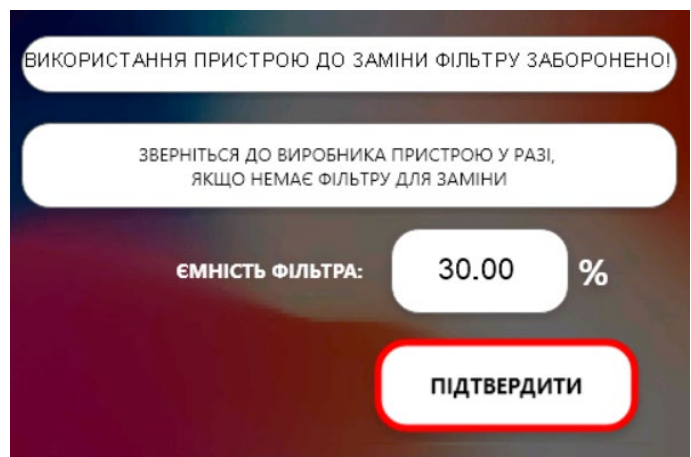 ВИКОРИСТАННЯ ПРИСТРОЮ ДО ЗАМІНИ ФІЛЬТРУ ЗАБОРОНЕНО!
ЗВЕРНІТЬСЯ ДО ВИРОБНИКА ПРИСТРОЮ У РАЗІ,
ЯКЩО НЕМАЄ ФІЛЬТРУ ДЛЯ ЗАМІНИ
ЄМНІСТЬ ФІЛЬТРА: 30.00 %
ПІДТВЕРДИТИ